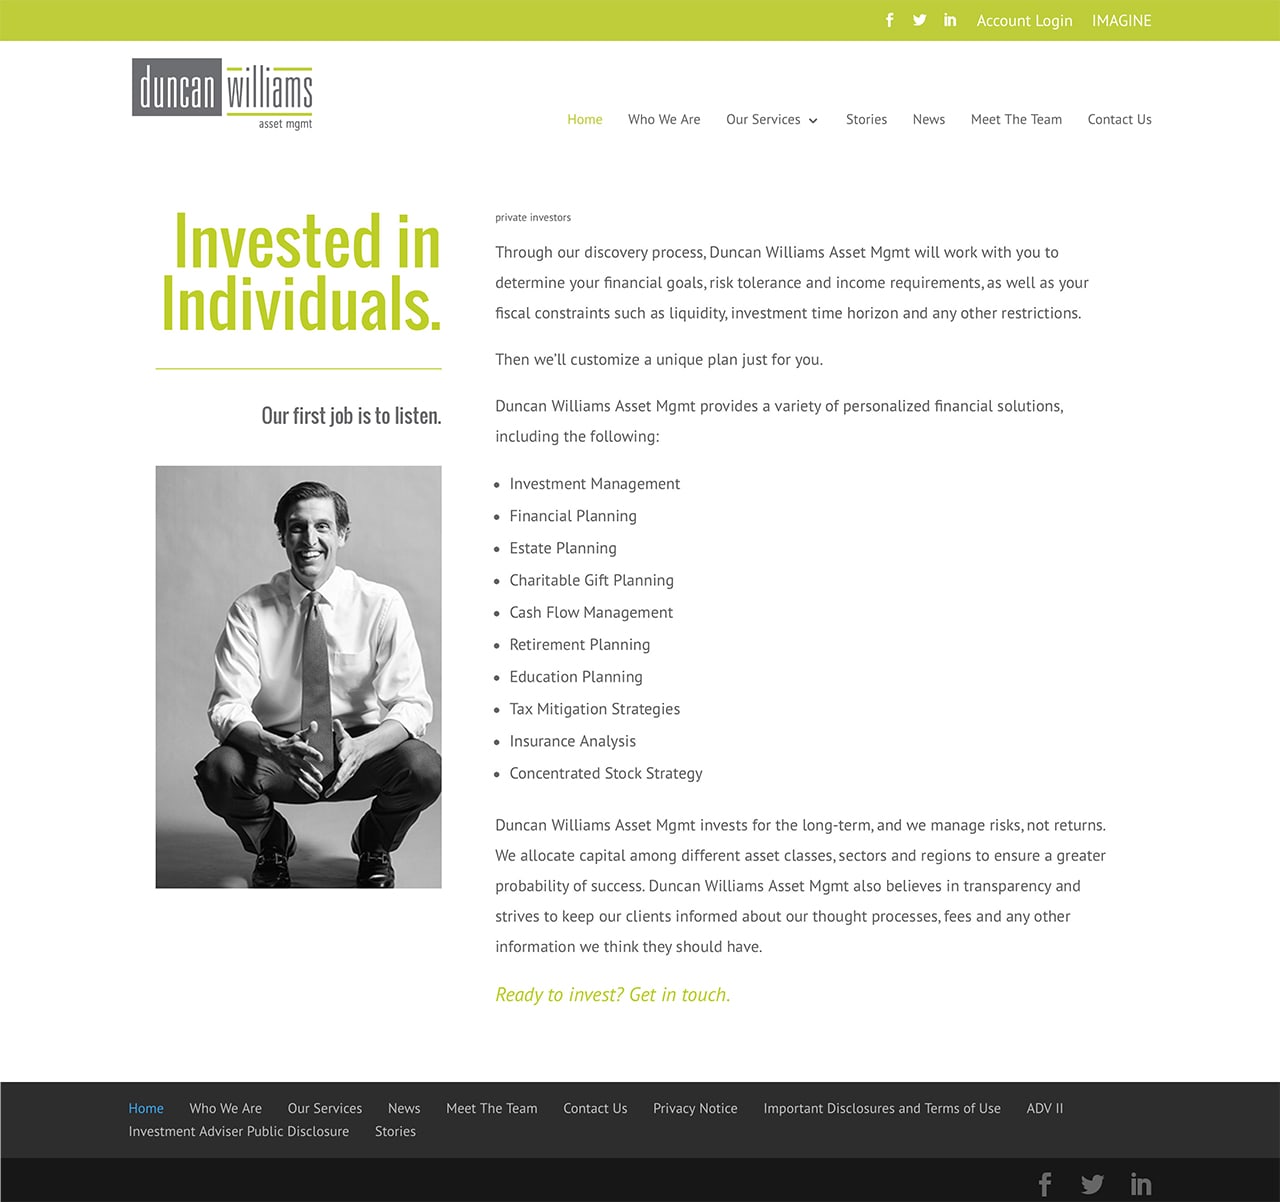 Account Login IMAGINE
duncan williams
asset mgmt
Home Who We Are Our Services Stories News Meet The Team Contact Us
Invested in
Individuals.
Our first job is to listen.
private investors
Through our discovery process, Duncan Williams Asset Mgmt will work with you to
determine your financial goals, risk tolerance and income requirements, as well as your
fiscal constraints such as liquidity, investment time horizon and any other restrictions.
Then we’ll customize a unique plan just for you.
Duncan Williams Asset Mgmt provides a variety of personalized financial solutions,
including the following:
• Investment Management
• Financial Planning
• Estate Planning
• Charitable Gift Planning
• Cash Flow Management
• Retirement Planning
• Education Planning
• Tax Mitigation Strategies
• Insurance Analysis
• Concentrated Stock Strategy
Duncan Williams Asset Mgmt invests for the long-term, and we manage risks, not returns.
We allocate capital among different asset classes, sectors and regions to ensure a greater
probability of success. Duncan Williams Asset Mgmt also believes in transparency and
strives to keep our clients informed about our thought processes, fees and any other
information we think they should have.
Ready to invest? Get in touch.
Home Who We Are Our Services News Meet The Team Contact Us Privacy Notice Important Disclosures and Terms of Use ADV II
Investment Adviser Public Disclosure Stories